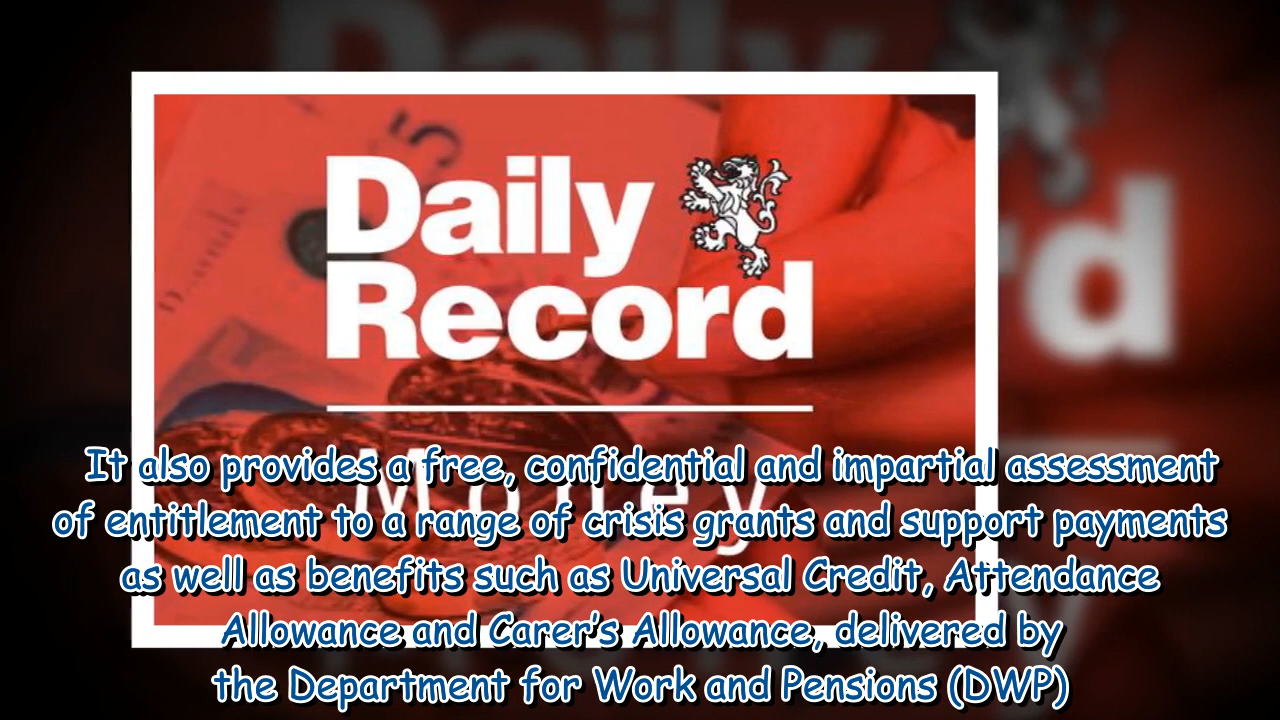 Daily
Record
Money
It also provides a free, confidential and impartial assessment
of entitlement to a range of crisis grants and support payments
as well as benefits such as Universal Credit, Attendance
Allowance and Carer’s Allowance, delivered by
the Department for Work and Pensions (DWP)